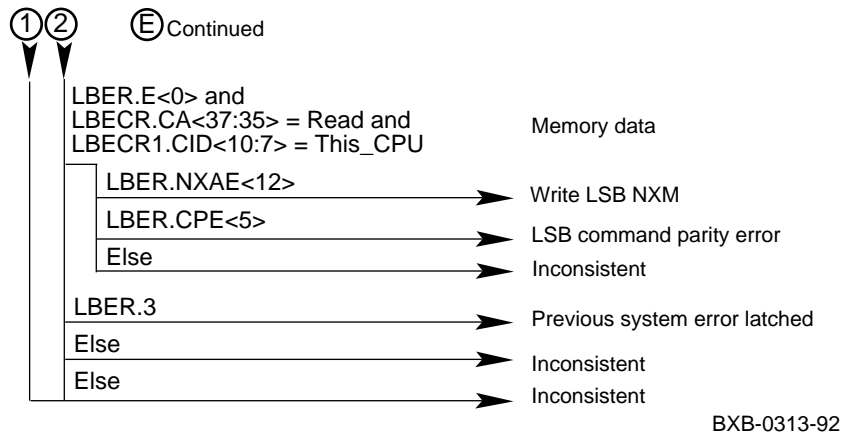 1 2 E Continued
LBER.E<0> and
LBECR.CA<37:35> = Read and
LBECR1.CID<10:7> = This_CPU
Memory data
LBER.NXAE<12>
Write LSB NXM
LBER.CPE<5>
LSB command parity error
Else
Inconsistent
LBER.3
Previous system error latched
Else
Inconsistent
Else
Inconsistent
BXB-0313-92